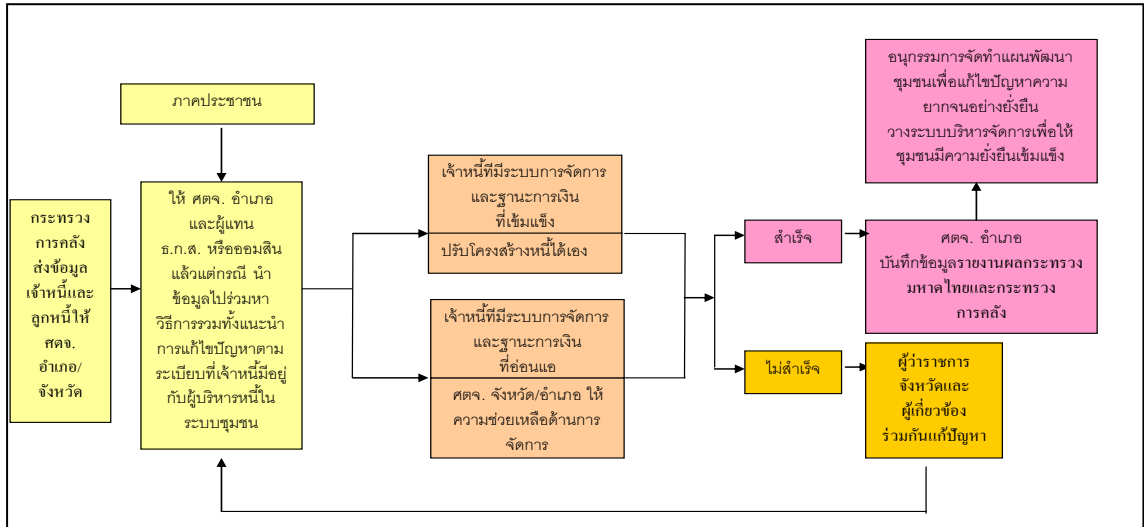 ภาคประชาชน
กระทรวง
การคลัง
ส่งข้อมูล
เจ้าหนี้และ
ลูกหนี้ให้
ศตจ.
อำเภอ/
จังหวัด
ให้ ศตจ. อำเภอ
และผู้แทน
ธ.ก.ส. หรือออมสิน
แล้วแต่กรณี นำ
ข้อมูลไปร่วมหา
วิธีการรวมทั้งแนะนำ
การแก้ไขปัญหาตาม
ระเบียบที่เจ้าหนี้มีอยู่
กับผู้บริหารหนี้ใน
ระบบชุมชน
เจ้าหนี้ที่มีระบบการจัดการ
และฐานะการเงิน
ที่เข้มแข็ง
ปรับโครงสร้างหนี้ได้เอง
เจ้าหนี้ที่มีระบบการจัดการ
และฐานะการเงิน
ที่อ่อนแอ
ศตจ. จังหวัด/อำเภอ ให้
ความช่วยเหลือด้านการ
จัดการ
สำเร็จ
ไม่สำเร็จ
อนุกรรมการจัดทำแผนพัฒนา
ชุมชนเพื่อแก้ไขปัญหาความ
ยากจนอย่างยั่งยืน
วางระบบบริหารจัดการเพื่อให้
ชุมชนมีความยั่งยืนเข้มแข็ง
ศตจ. อำเภอ
บันทึกข้อมูลรายงานผลกระทรวง
มหาดไทยและกระทรวง
การคลัง
ผู้ว่าราชการ
จังหวัดและ
ผู้เกี่ยวข้อง
ร่วมกันแก้ปัญหา